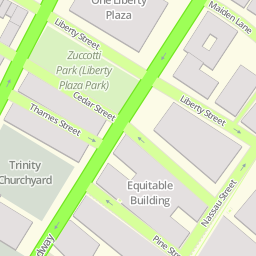 One Liberty
Plaza
Maiden Lane
Liberty Street
Zuccotti
Park (Liberty
Plaza Park)
Cedar Street
Liberty Street
Thames Street
Trinity
Churchyard
Equitable
Building
Nassau Street
Pine Stre
dway